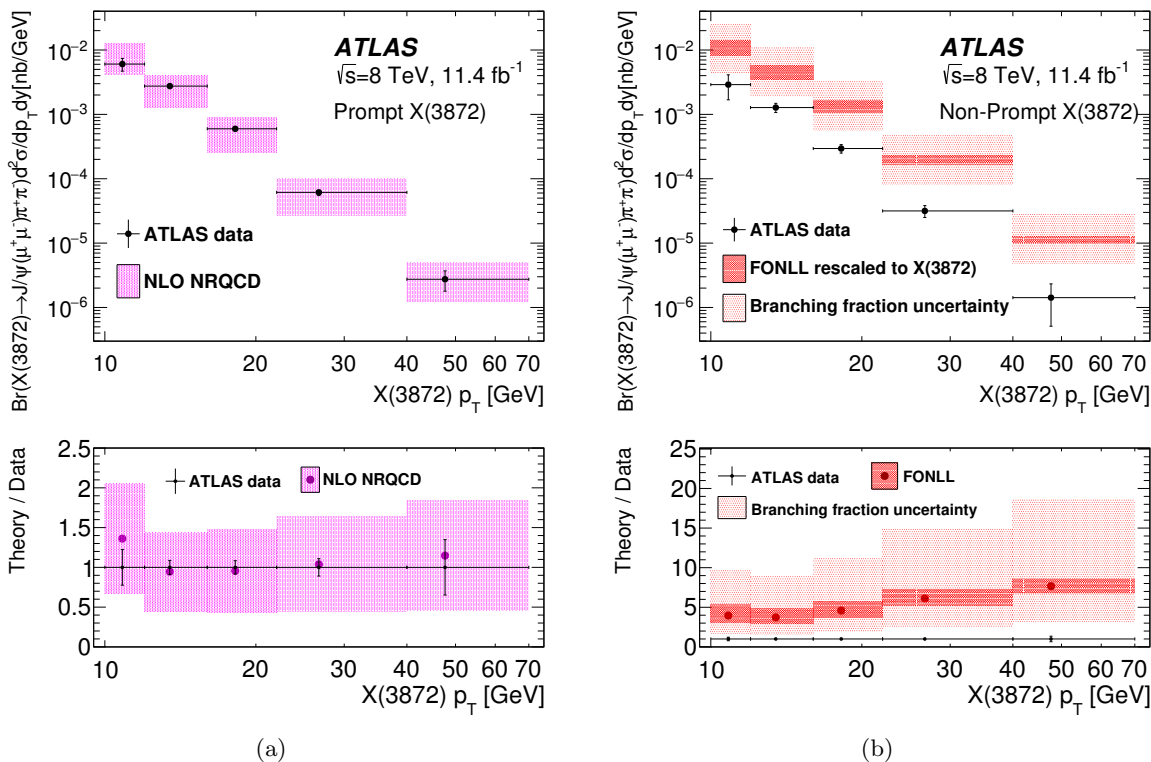 Br(X(3872)→J/ψ(μ⁺μ⁻)π⁺π⁻)d²σ/dp_T dy[nb/GeV]
10⁻²
10⁻³
10⁻⁴
10⁻⁵
10⁻⁶
ATLAS
√s=8 TeV, 11.4 fb⁻¹
Prompt X(3872)
ATLAS data
NLO NRQCD
10 20 30 40 50 60 70
X(3872) p_T [GeV]
Theory / Data
2.5
2
1.5
1
0.5
0
ATLAS data
NLO NRQCD
10 20 30 40 50 60 70
X(3872) p_T [GeV]
(a)
Br(X(3872)→J/ψ(μ⁺μ⁻)π⁺π⁻)d²σ/dp_T dy[nb/GeV]
10⁻²
10⁻³
10⁻⁴
10⁻⁵
10⁻⁶
ATLAS
√s=8 TeV, 11.4 fb⁻¹
Non-Prompt X(3872)
ATLAS data
FONLL rescaled to X(3872)
Branching fraction uncertainty
10 20 30 40 50 60 70
X(3872) p_T [GeV]
Theory / Data
25
20
15
10
5
0
ATLAS data
FONLL
Branching fraction uncertainty
10 20 30 40 50 60 70
X(3872) p_T [GeV]
(b)